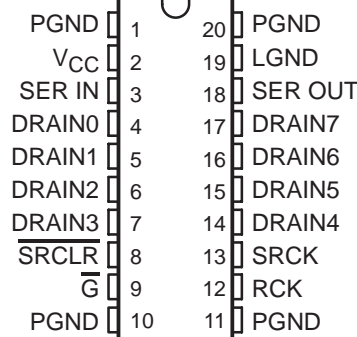 PGND 1 20 PGND
VCC 2 19 LGND
SER IN 3 18 SER OUT
DRAIN0 4 17 DRAIN7
DRAIN1 5 16 DRAIN6
DRAIN2 6 15 DRAIN5
DRAIN3 7 14 DRAIN4
S̅R̅C̅L̅R̅ 8 13 SRCK
G̅ 9 12 RCK
PGND 10 11 PGND